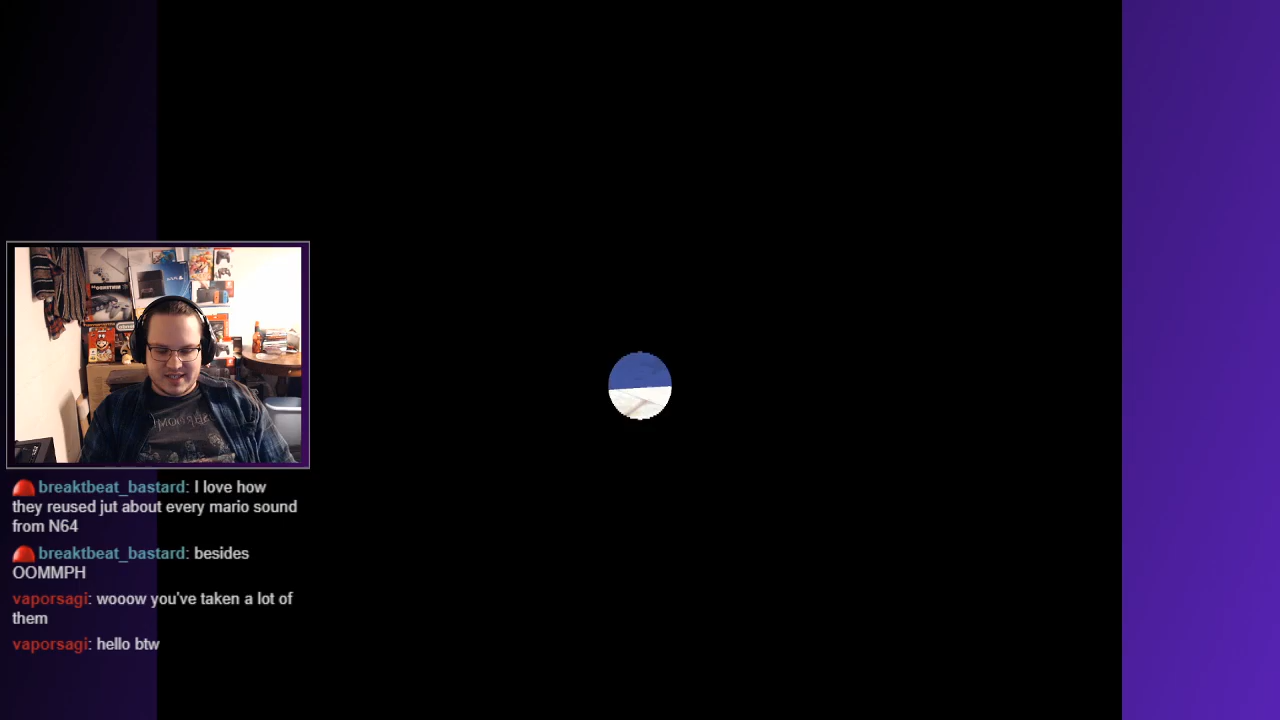 breaktbeat_bastard: I love how
they reused jut about every mario sound
from N64
breaktbeat_bastard: besides
OOMMPH
vaporsagi: wooow you've taken a lot of
them
vaporsagi: hello btw